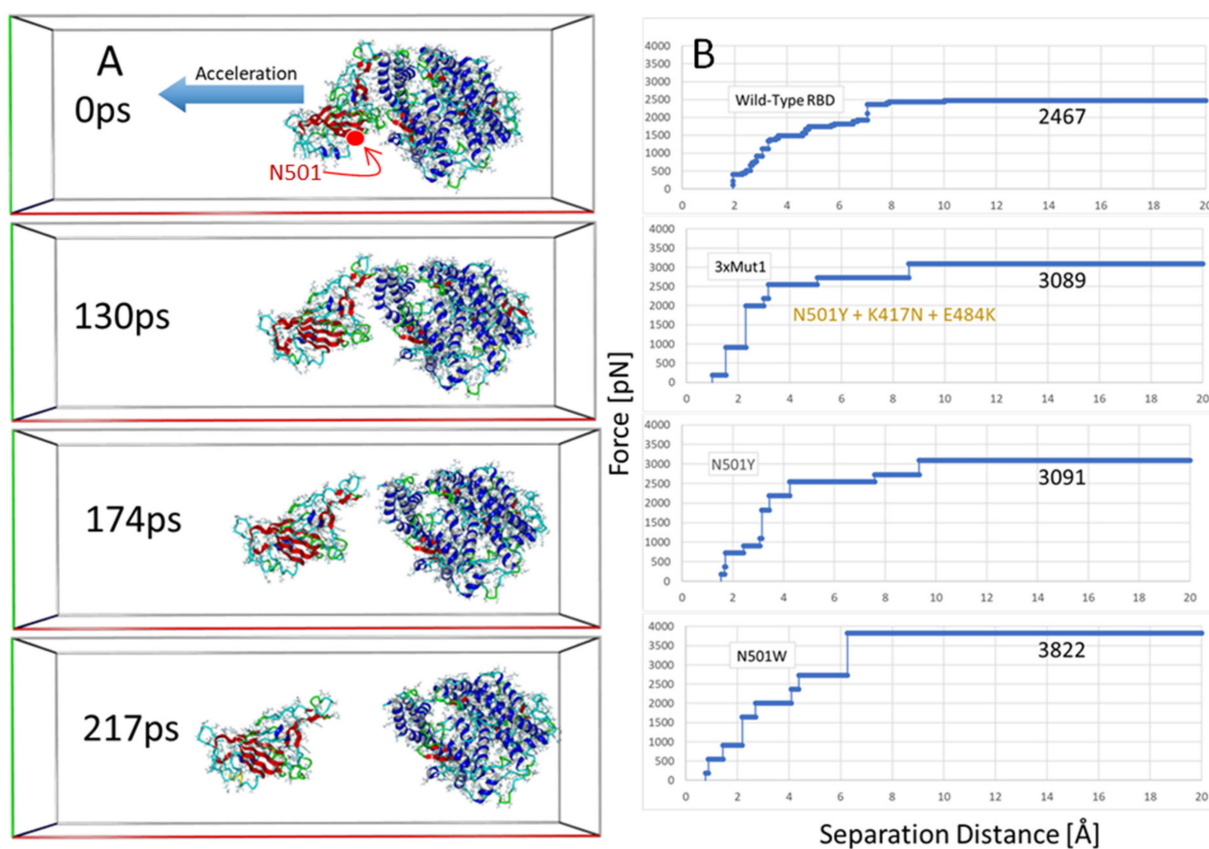 A
0ps
Acceleration
N501
130ps
174ps
217ps
B
Force [pN]
4000
3500
3000
2500
2000
1500
1000
500
0
Wild-Type RBD
2467
0 2 4 6 8 10 12 14 16 18 20
4000
3500
3000
2500
2000
1500
1000
500
0
3xMut1
3089
N501Y + K417N + E484K
0 2 4 6 8 10 12 14 16 18 20
4000
3500
3000
2500
2000
1500
1000
500
0
N501Y
3091
0 2 4 6 8 10 12 14 16 18 20
4000
3500
3000
2500
2000
1500
1000
500
0
N501W
3822
0 2 4 6 8 10 12 14 16 18 20
Separation Distance [Å]